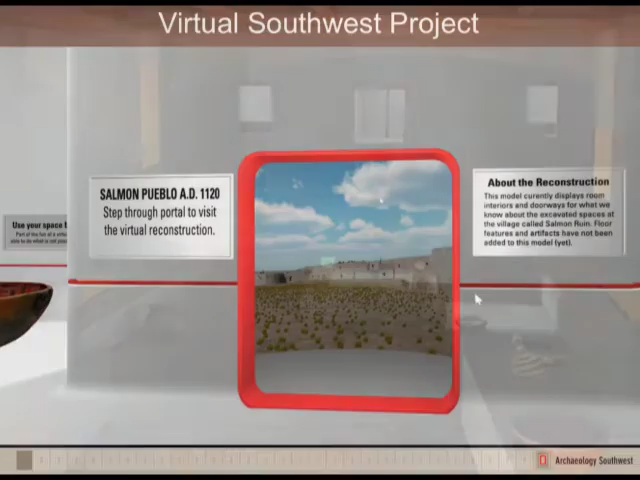 Virtual Southwest Project
SALMON PUEBLO A.D. 1120
Step through portal to visit
the virtual reconstruction.
About the Reconstruction
This model currently displays room
interiors and doorways for what we
know about the excavated spaces at
the village called Salmon Ruin. Floor
features and artifacts have not been
added to this model (yet).
Use your space
Archaeology Southwest